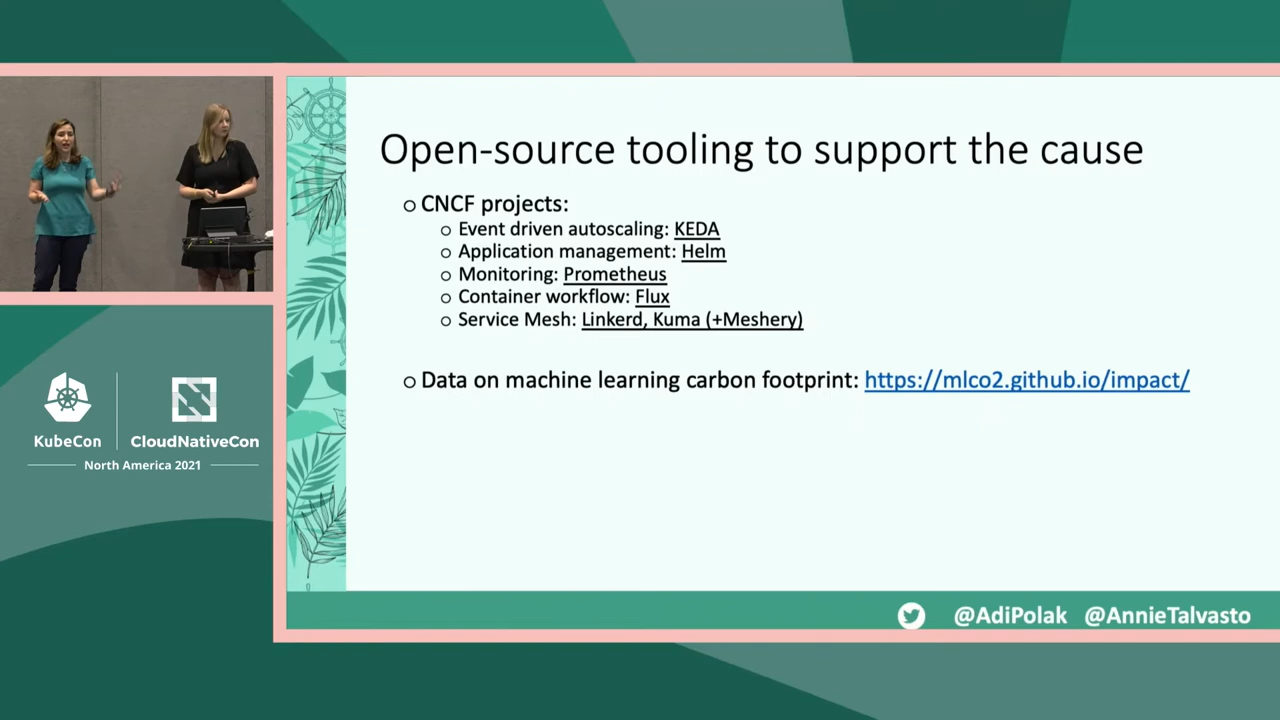 Open-source tooling to support the cause
CNCF projects:
Event driven autoscaling: KEDA
Application management: Helm
Monitoring: Prometheus
Container workflow: Flux
Service Mesh: Linkerd, Kuma (+Meshery)
Data on machine learning carbon footprint: https://mlco2.github.io/impact/
KubeCon
CloudNativeCon
North America 2021
@AdiPolak @AnnieTalvasto